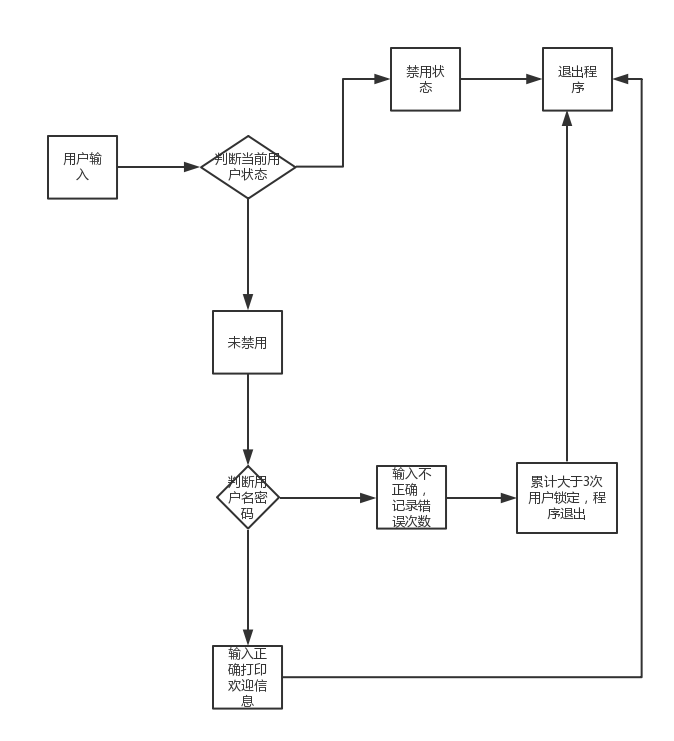 禁用状
态
退出程
序
用户输
入
判断当前用
户状态
未禁用
判断用
户名密
码
输入不
正确，
记录错
误次数
累计大于3次
用户锁定，程
序退出
输入正
确打印
欢迎信
息